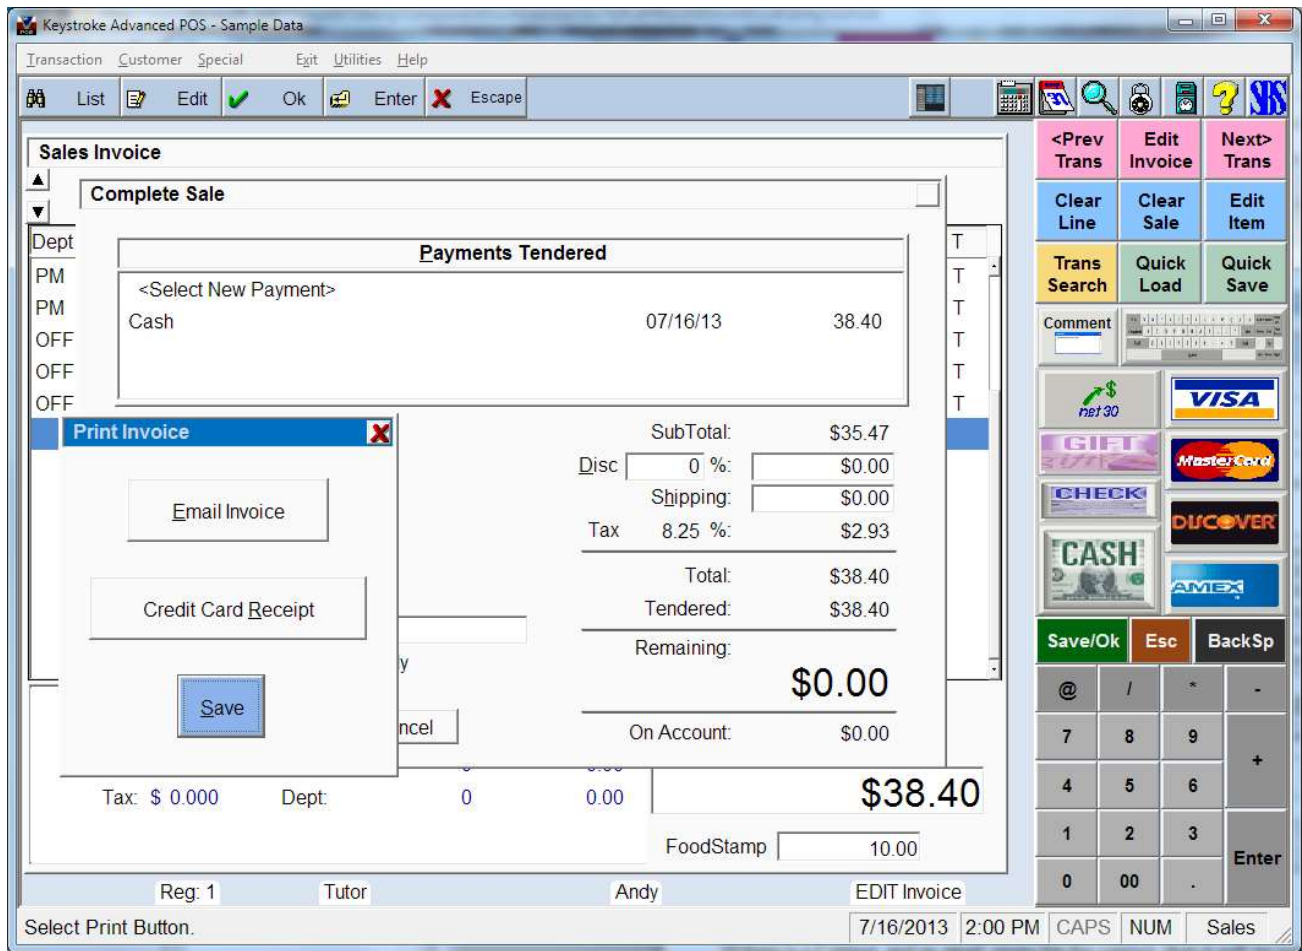 Keystroke Advanced POS - Sample Data
Transaction Customer Special Exit Utilities Help
List Edit Ok Enter Escape
SBS
Sales Invoice
Complete Sale
Dept T
Payments Tendered
PM T
<Select New Payment>
PM T
Cash 07/16/13 38.40
OFF T
OFF T
OFF T
Print Invoice
Email Invoice
Credit Card Receipt
Save
SubTotal: $35.47
Disc 0 %: $0.00
Shipping: $0.00
Tax 8.25 %: $2.93
Total: $38.40
Tendered: $38.40
Remaining:
$0.00
On Account: $0.00
y
ncel
Tax: $ 0.000 Dept: 0 0.00
$38.40
FoodStamp 10.00
Reg: 1 Tutor Andy EDIT Invoice
Select Print Button. 7/16/2013 2:00 PM CAPS NUM Sales
<Prev Trans
Edit Invoice
Next> Trans
Clear Line
Clear Sale
Edit Item
Trans Search
Quick Load
Quick Save
Comment
$
net 30
VISA
GIFT
MasterCard
CHECK
DISCOVER
CASH
AMEX
Save/Ok Esc BackSp
@ / * -
7 8 9 +
4 5 6
1 2 3 Enter
0 00 .